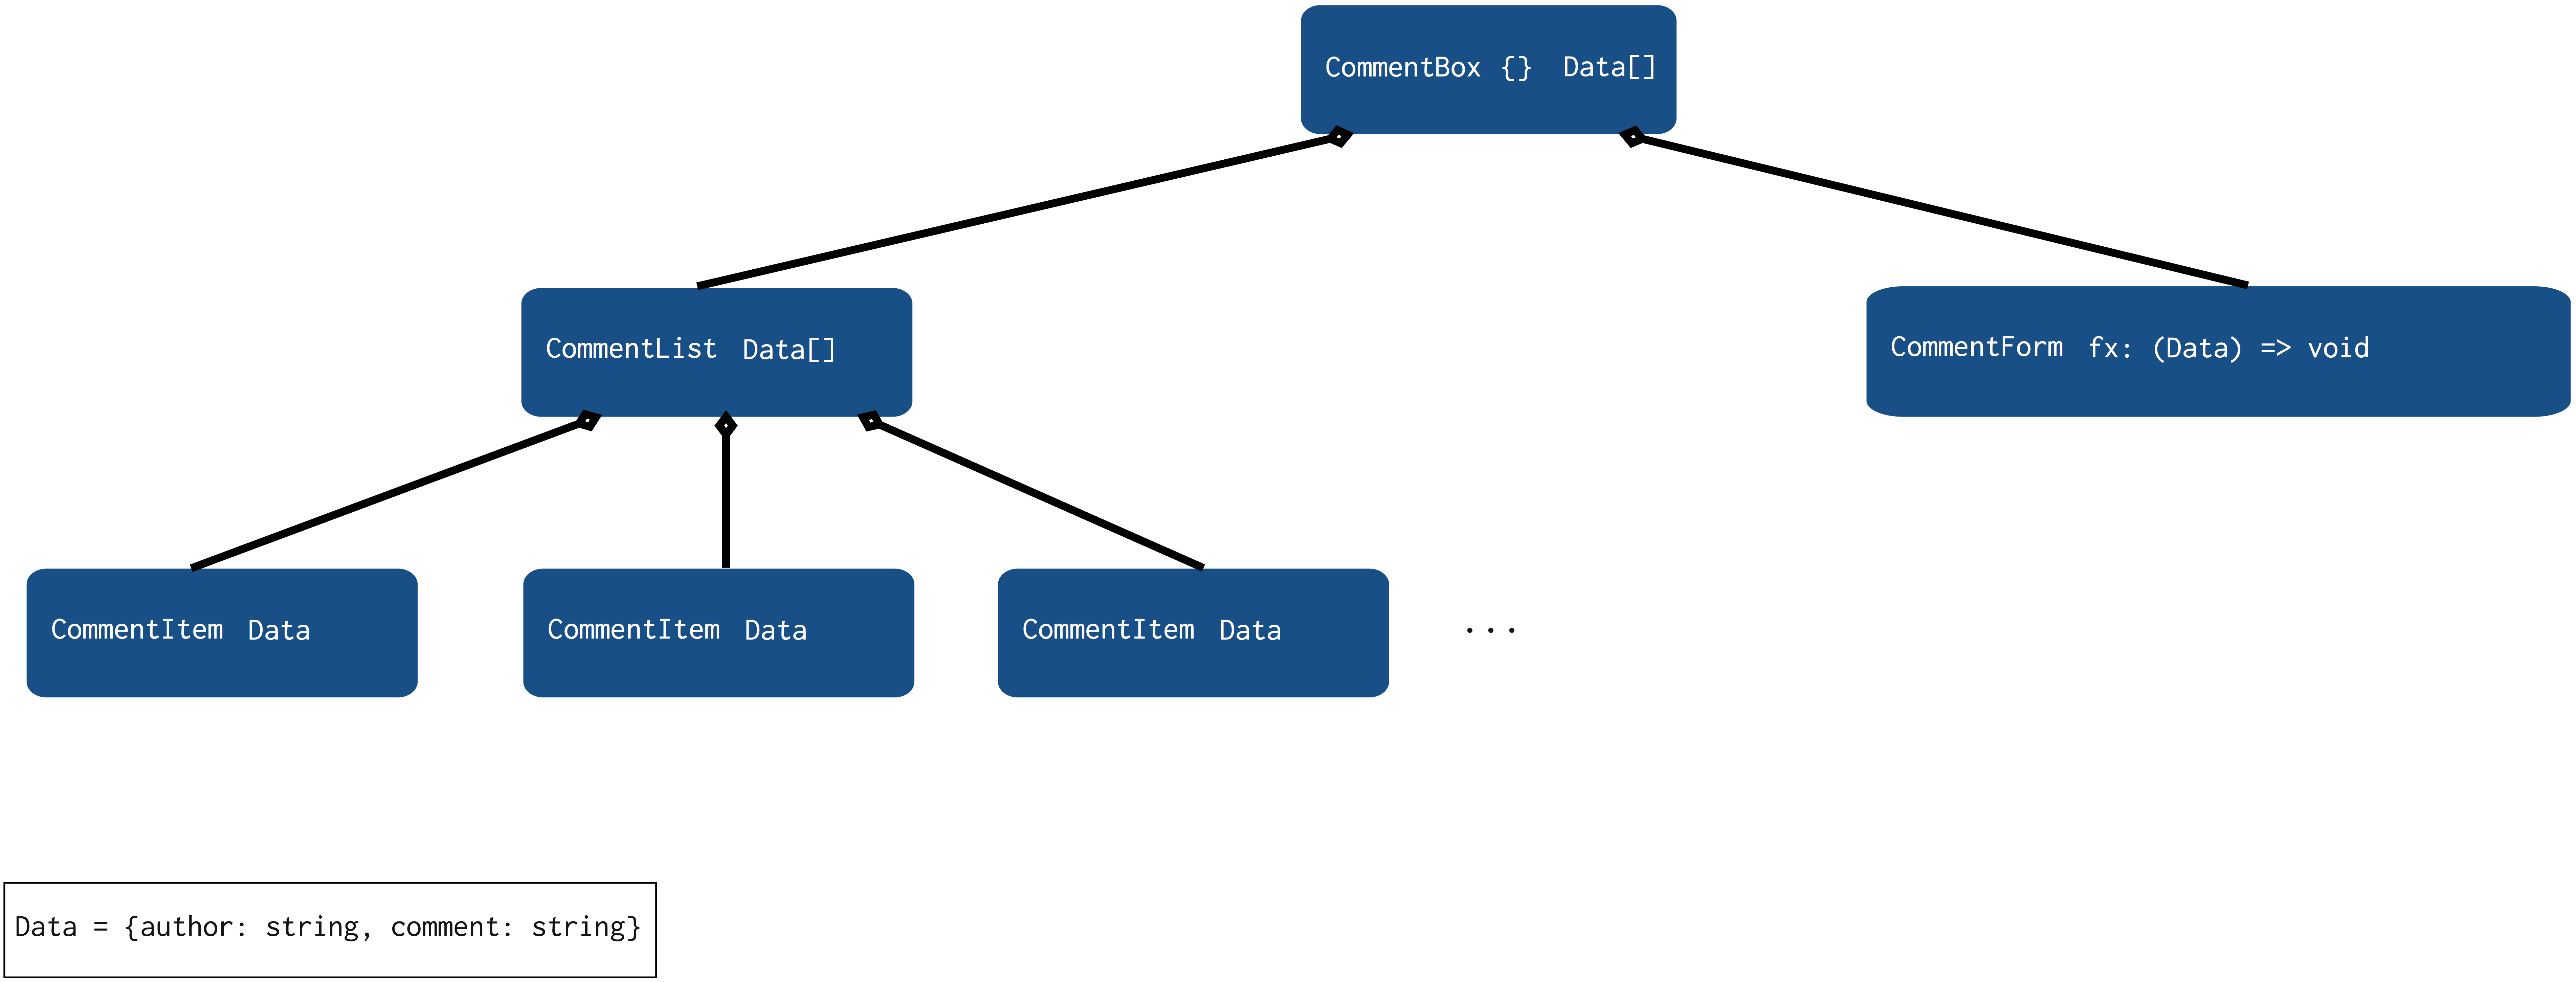 CommentBox {} Data[]
CommentList Data[]
CommentForm fx: (Data) => void
CommentItem Data
CommentItem Data
CommentItem Data
...
Data = {author: string, comment: string}